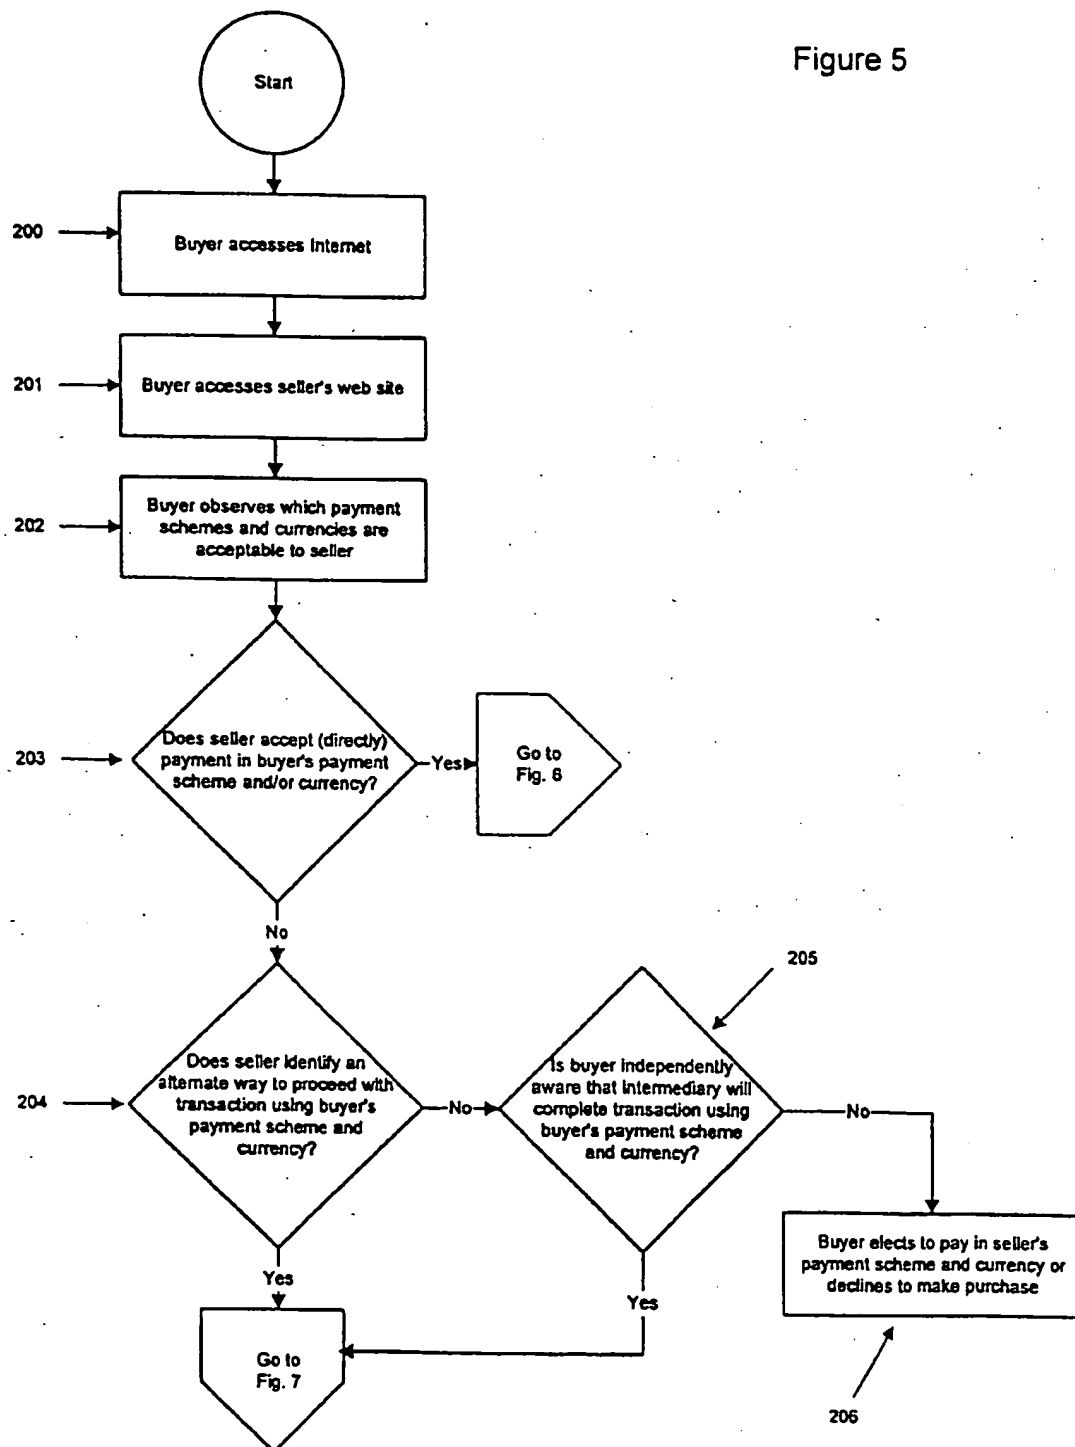 Figure 5
Start
200
Buyer accesses Internet
201
Buyer accesses seller's web site
202
Buyer observes which payment
schemes and currencies are
acceptable to seller
203
Does seller accept (directly)
payment in buyer's payment
scheme and/or currency?
Yes
Go to
Fig.
No
204
Does seller identify an
alternate way to proceed with
transaction using buyer's
payment scheme and
currency?
No
205
Is buyer independently
aware that intermediary will
complete transaction using
buyer's payment scheme
and currency?
No
Buyer elects to pay in seller's
payment scheme and currency or
declines to make purchase
206
Yes
Yes
Go to
Fig. 7